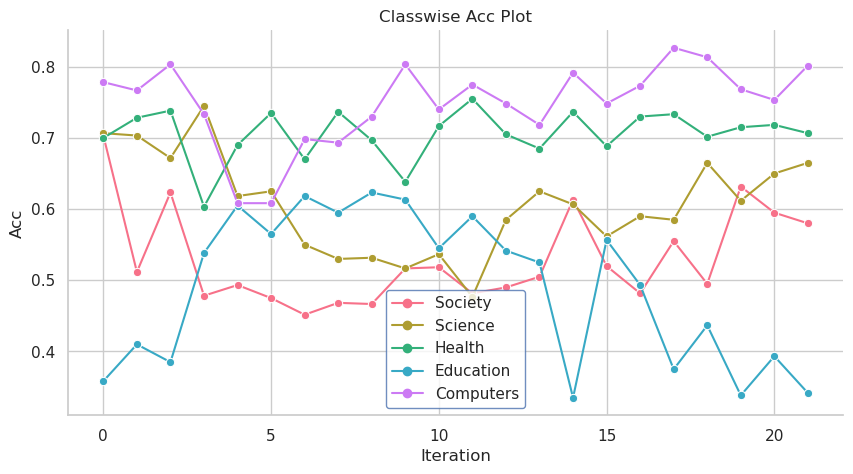 Classwise Acc Plot
0.8
0.7
0.6
0.5
0.4
Acc
Society
Science
Health
Education
Computers
0 5 10 15 20
Iteration